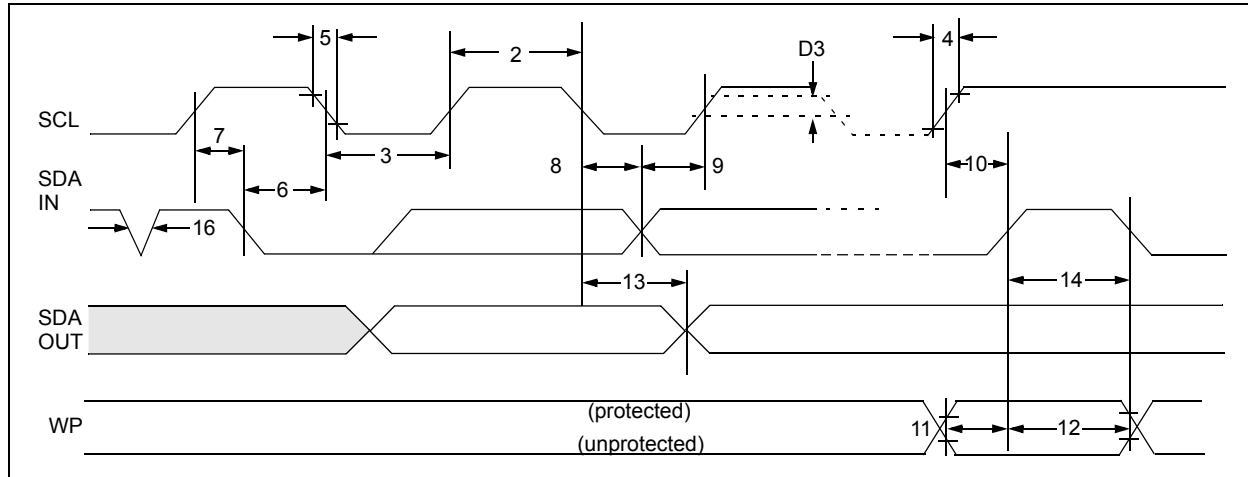 5
2
D3
4
SCL
7
3
8
9
10
SDA
IN
6
16
13
14
SDA
OUT
WP
(protected)
(unprotected)
11
12